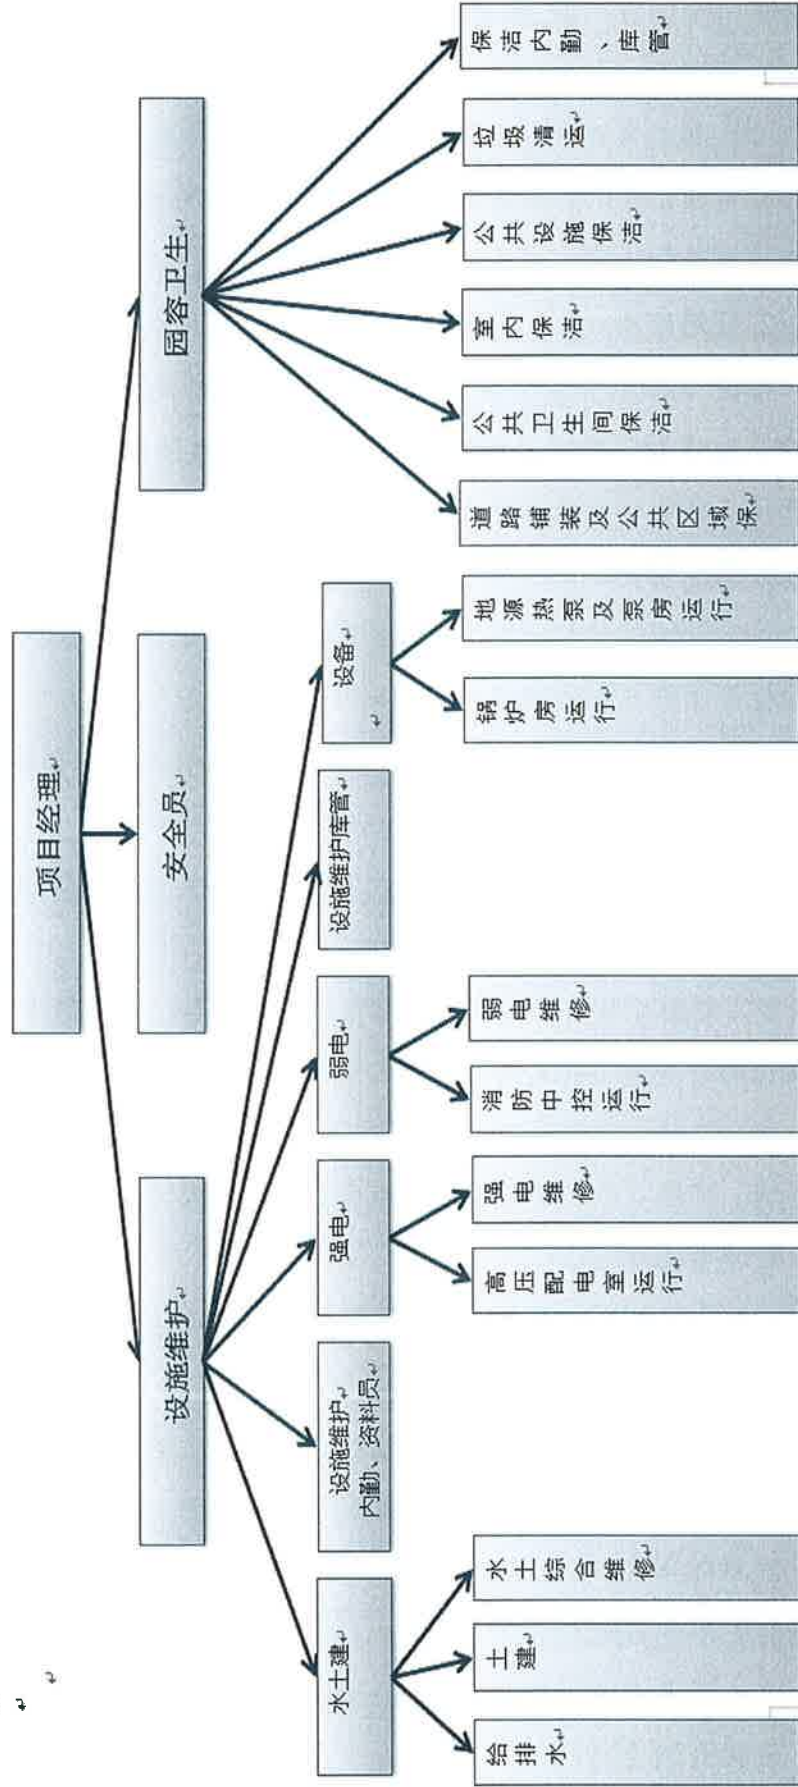 项目经理
设施维护
安全员
园容卫生
水土建
设施维护
内勤、资料员
强电
弱电
设施维护库管
设备
给排水
土建
水土综合维修
高压配电室运行
强电维修
消防中控运行
弱电维修
锅炉房运行
地源热泵及泵房运行
道路铺装及公共区域保
公共卫生间保洁
室内保洁
公共设施保洁
垃圾清运
保洁内勤、库管